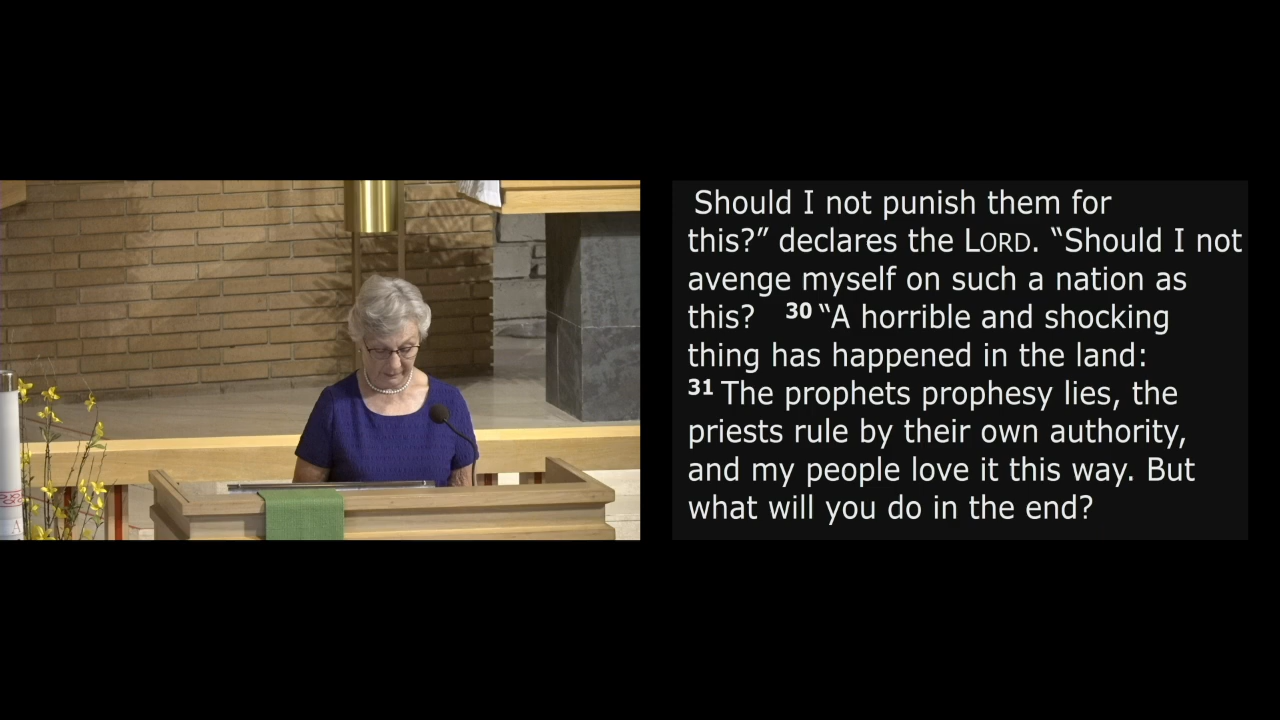 Should I not punish them for
this?” declares the LORD. “Should I not
avenge myself on such a nation as
this? 30 “A horrible and shocking
thing has happened in the land:
31 The prophets prophesy lies, the
priests rule by their own authority,
and my people love it this way. But
what will you do in the end?